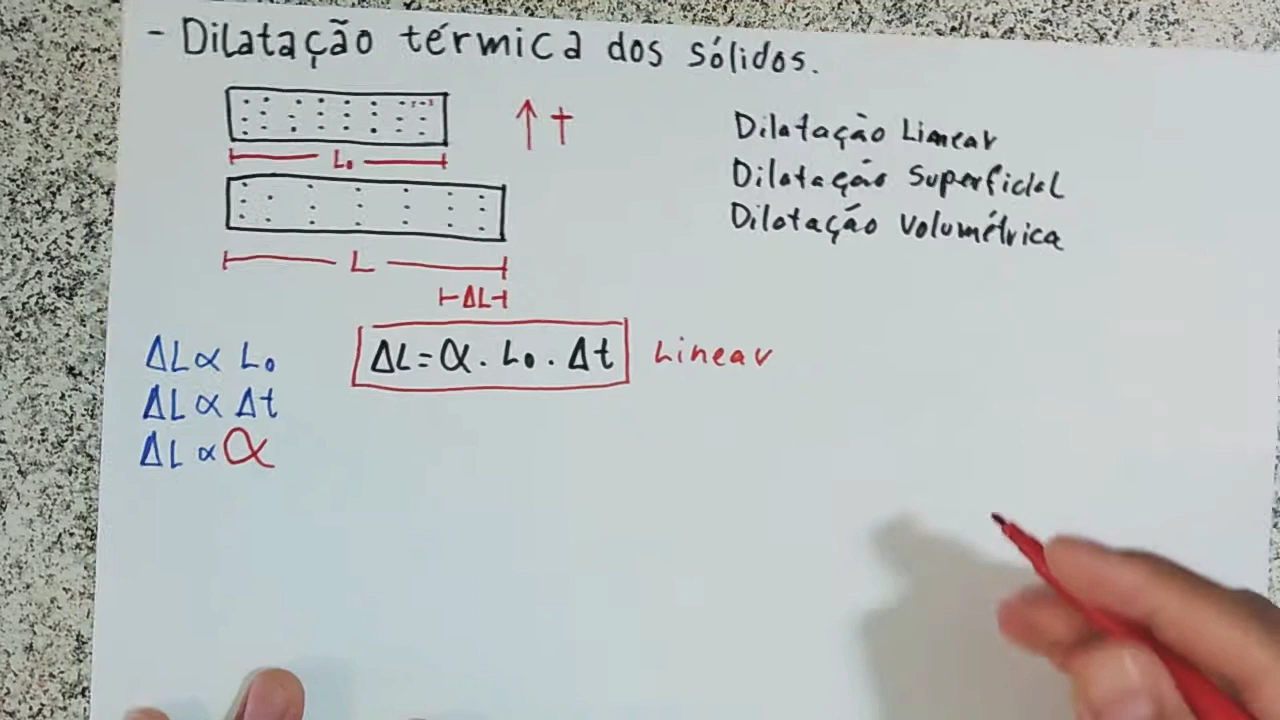 - Dilatação térmica dos sólidos.
↑ t
L₀
L
ΔL
Dilatação Linear
Dilatação Superficial
Dilatação Volumétrica
ΔL ∝ L₀
ΔL ∝ Δt
ΔL ∝ α
ΔL = α . L₀ . Δt Linear